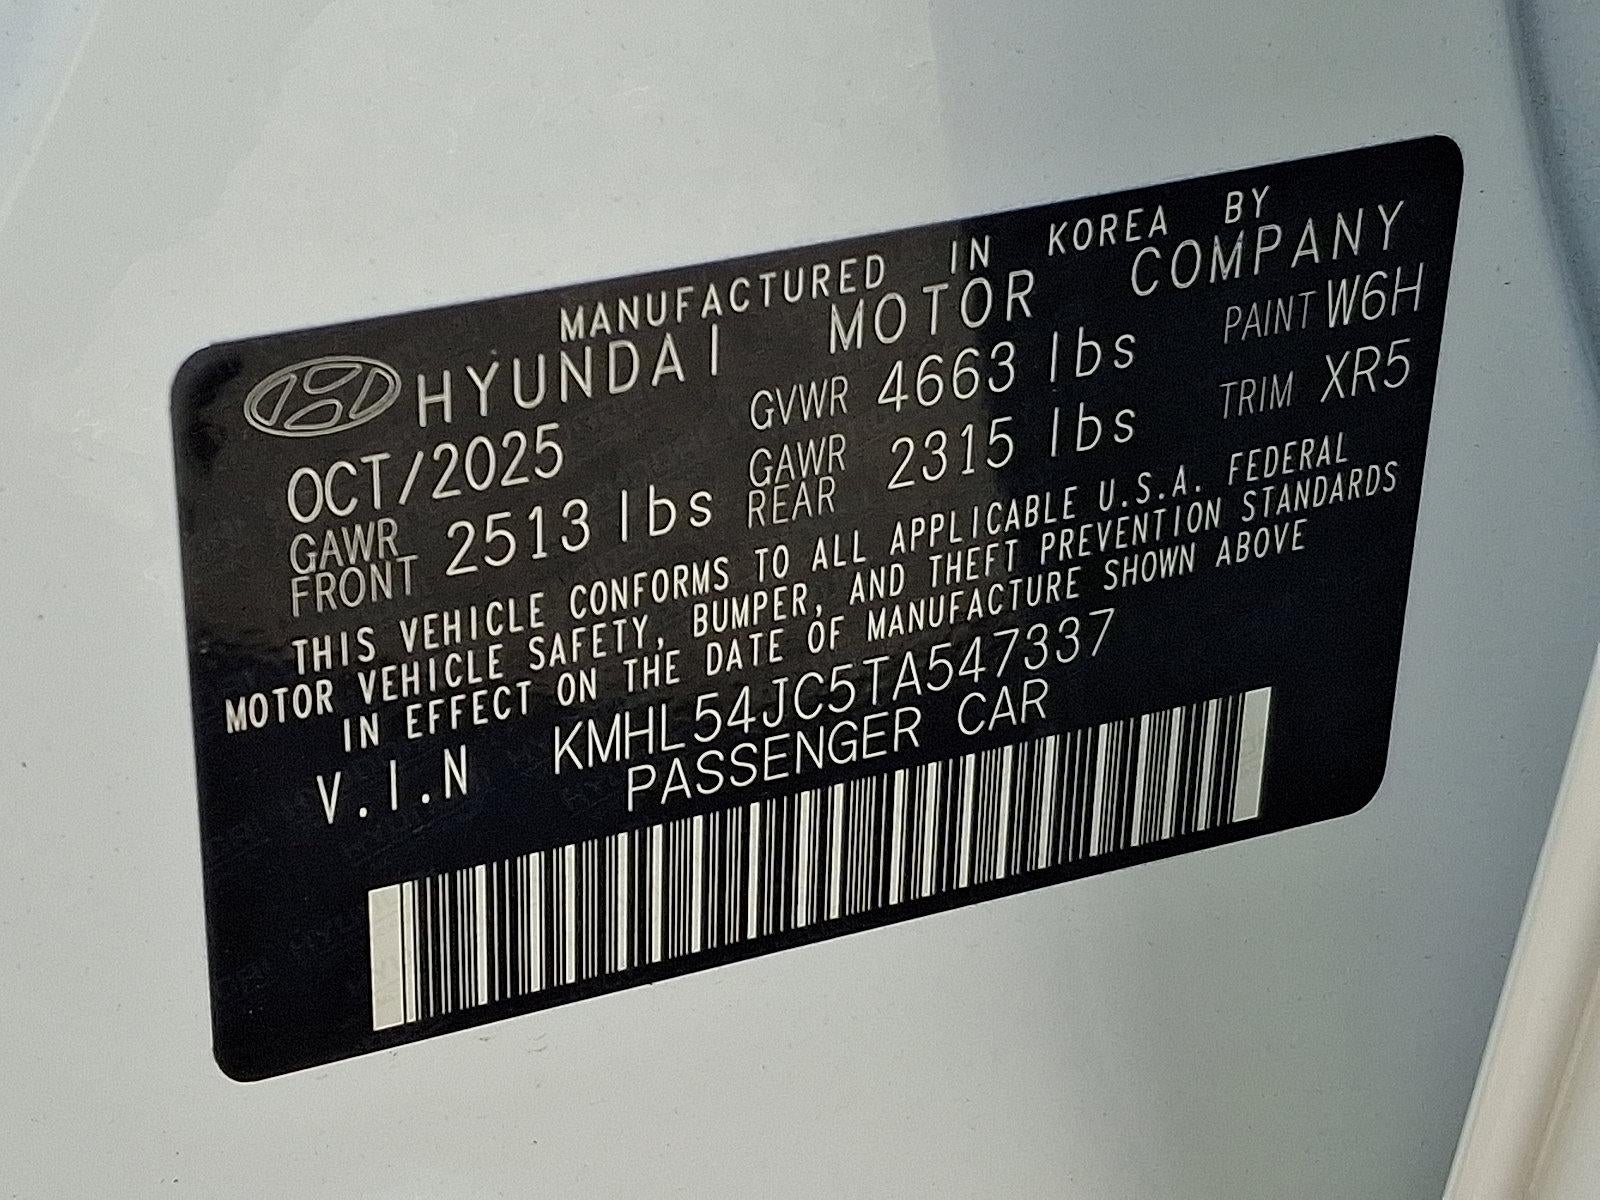 MANUFACTURED IN KOREA BY
HYUNDAI MOTOR COMPANY
OCT/2025 GVWR 4663 lbs PAINT W6H
GAWR FRONT 2513 lbs GAWR REAR 2315 lbs TRIM XR5
THIS VEHICLE CONFORMS TO ALL APPLICABLE U.S.A. FEDERAL
MOTOR VEHICLE SAFETY, BUMPER, AND THEFT PREVENTION STANDARDS
IN EFFECT ON THE DATE OF MANUFACTURE SHOWN ABOVE
V.I.N KMHL54JC5TA547337
PASSENGER CAR